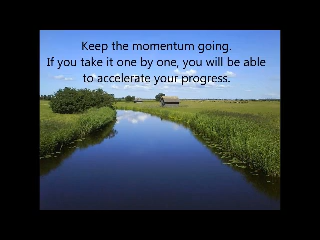 Keep the momentum going.
If you take it one by one, you will be able
to accelerate your progress.